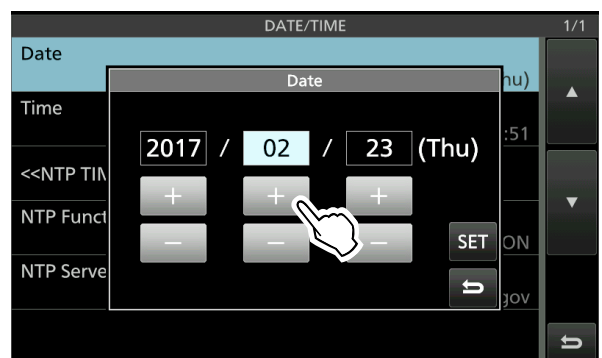 DATE/TIME 1/1
Date
hu)
Date
Time
:51
2017 / 02 / 23 (Thu)
<<NTP TIM
+ + +
NTP Funct
- - - SET ON
NTP Serve
gov